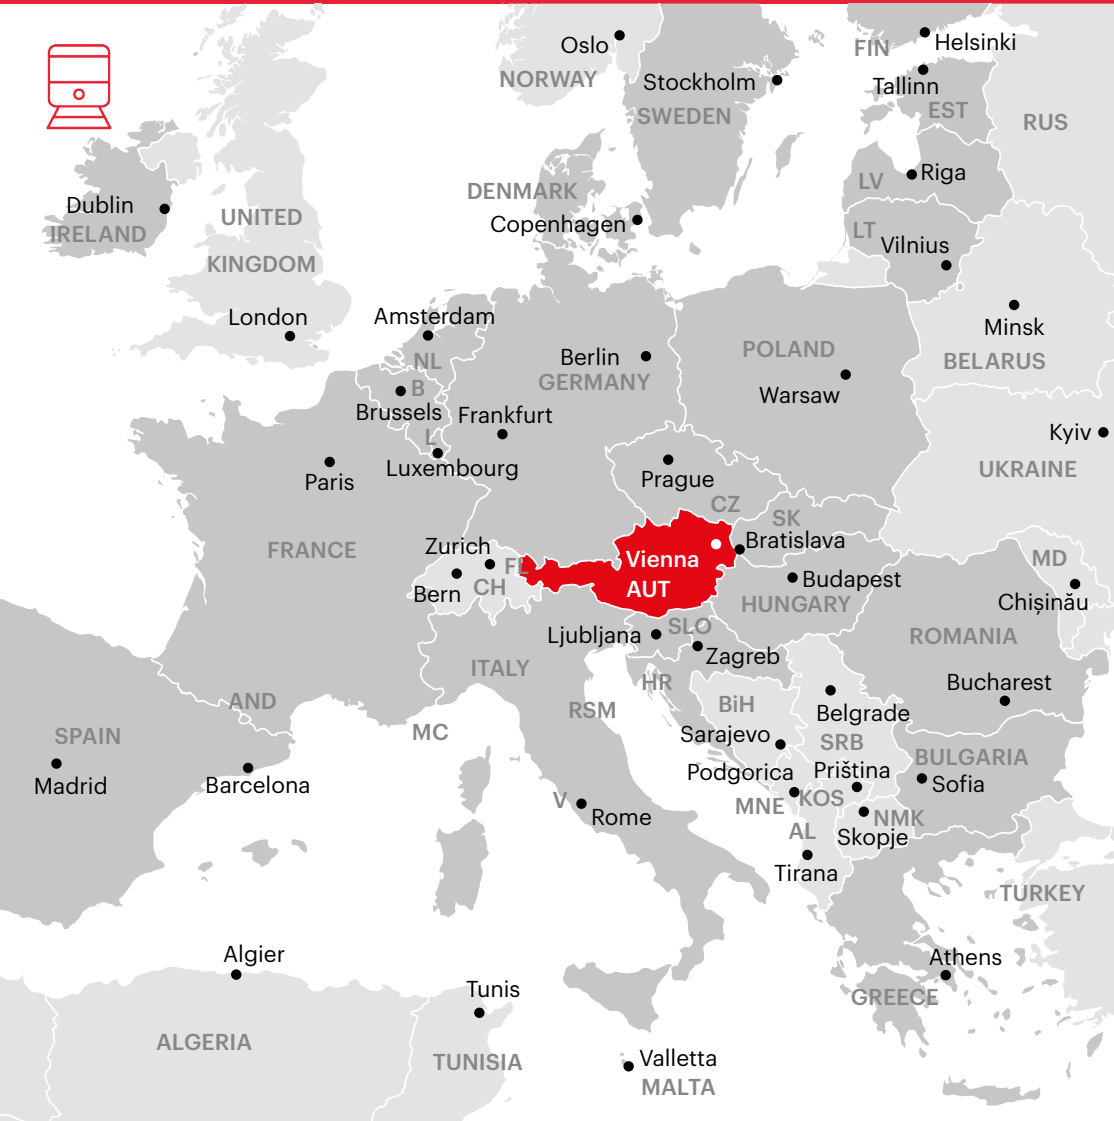 Oslo
Helsinki
FIN
NORWAY
Stockholm
Tallinn
SWEDEN
EST
RUS
Riga
LV
DENMARK
Dublin
UNITED
Copenhagen
IRELAND
LT
Vilnius
KINGDOM
London
Amsterdam
Minsk
Berlin
POLAND
NL
BELARUS
GERMANY
B
Warsaw
Brussels
Frankfurt
L
Kyiv
Luxembourg
UKRAINE
Paris
Prague
CZ
SK
Bratislava
FRANCE
Zurich
Vienna
MD
FL
Bern
CH
AUT
Budapest
HUNGARY
Chișinău
SLO
Ljubljana
ROMANIA
Zagreb
ITALY
HR
Bucharest
AND
RSM
BiH
Belgrade
MC
SPAIN
Sarajevo
SRB
BULGARIA
Podgorica
Priština
Madrid
Barcelona
Sofia
V
MNE
KOS
Rome
NMK
AL
Skopje
Tirana
TURKEY
Algier
Athens
Tunis
GREECE
ALGERIA
TUNISIA
Valletta
MALTA